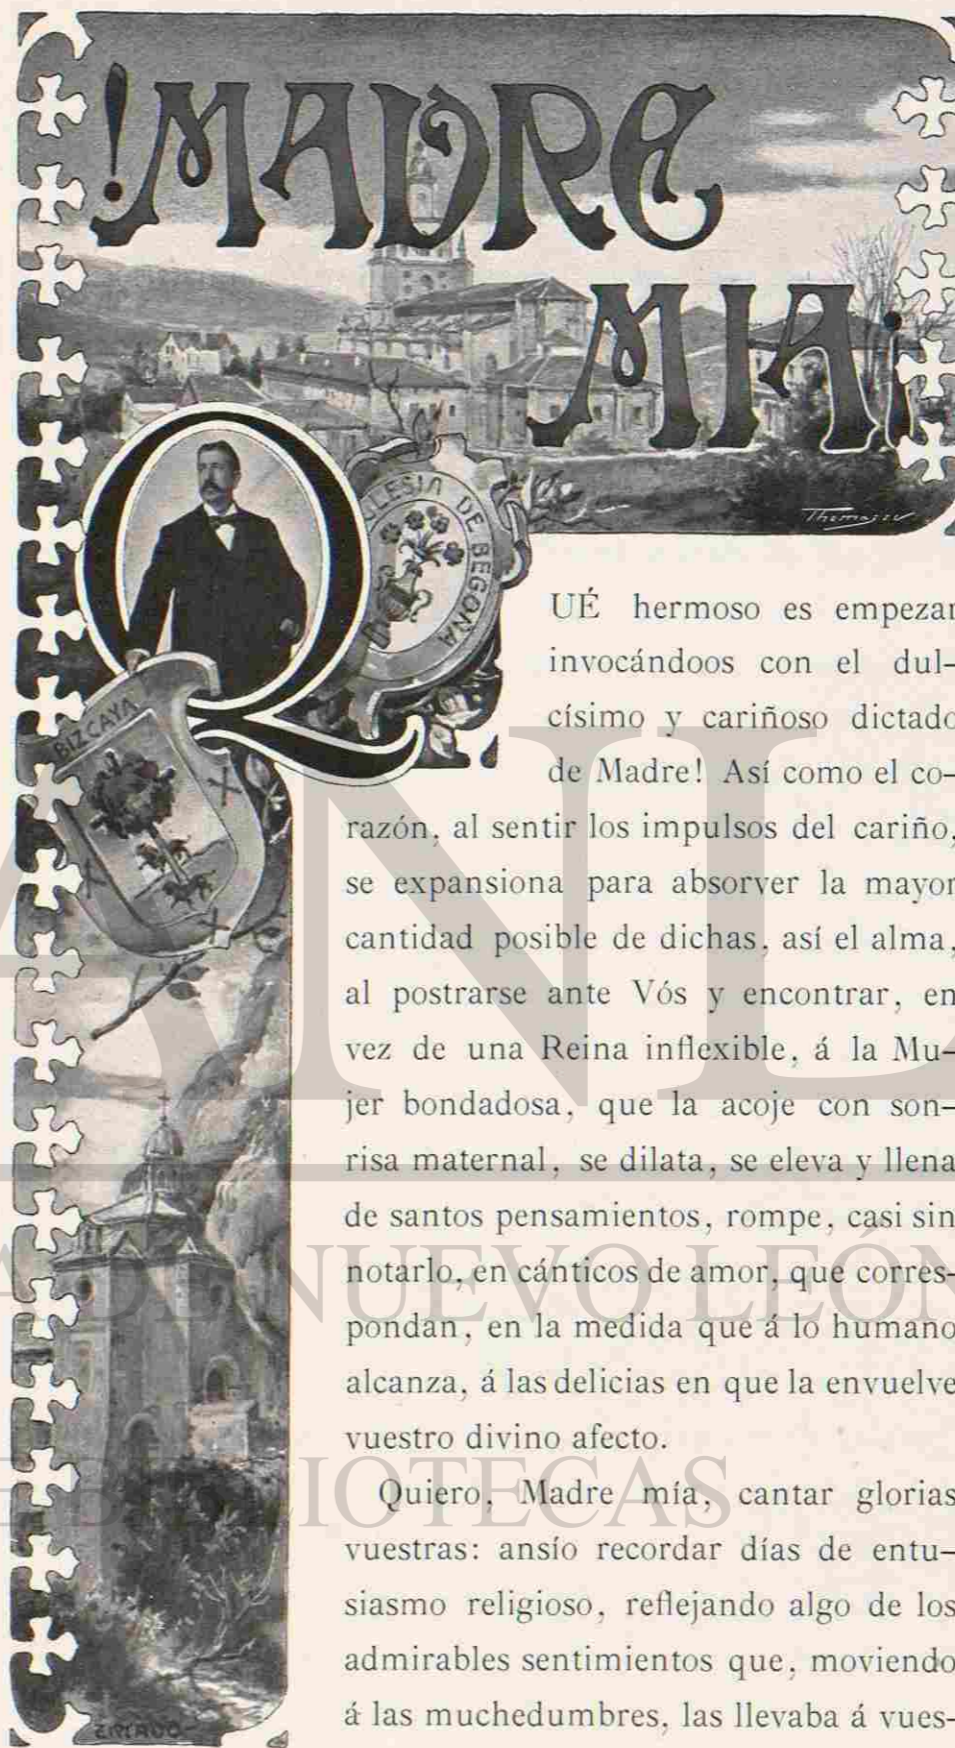 !MADRE
MIA¡
IGLESIA DE BEGOÑA
BIZCAYA
QUÉ hermoso es empezar
invocándoos con el dul–
císimo y cariñoso dictado
de Madre! Así como el co–
razón, al sentir los impulsos del cariño,
se expansiona para absorver la mayor
cantidad posible de dichas, así el alma,
al postrarse ante Vós y encontrar, en
vez de una Reina inflexible, á la Mu–
jer bondadosa, que la acoje con son–
risa maternal, se dilata, se eleva y llena
de santos pensamientos, rompe, casi sin
notarlo, en cánticos de amor, que corres–
pondan, en la medida que á lo humano
alcanza, á las delicias en que la envuelve
vuestro divino afecto.
Quiero, Madre mía, cantar glorias
vuestras: ansío recordar días de entu–
siasmo religioso, reflejando algo de los
admirables sentimientos que, moviendo
á las muchedumbres, las llevaba á vues–
ANL
A DE NUEVO LEÓN
E BIBLIOTECAS